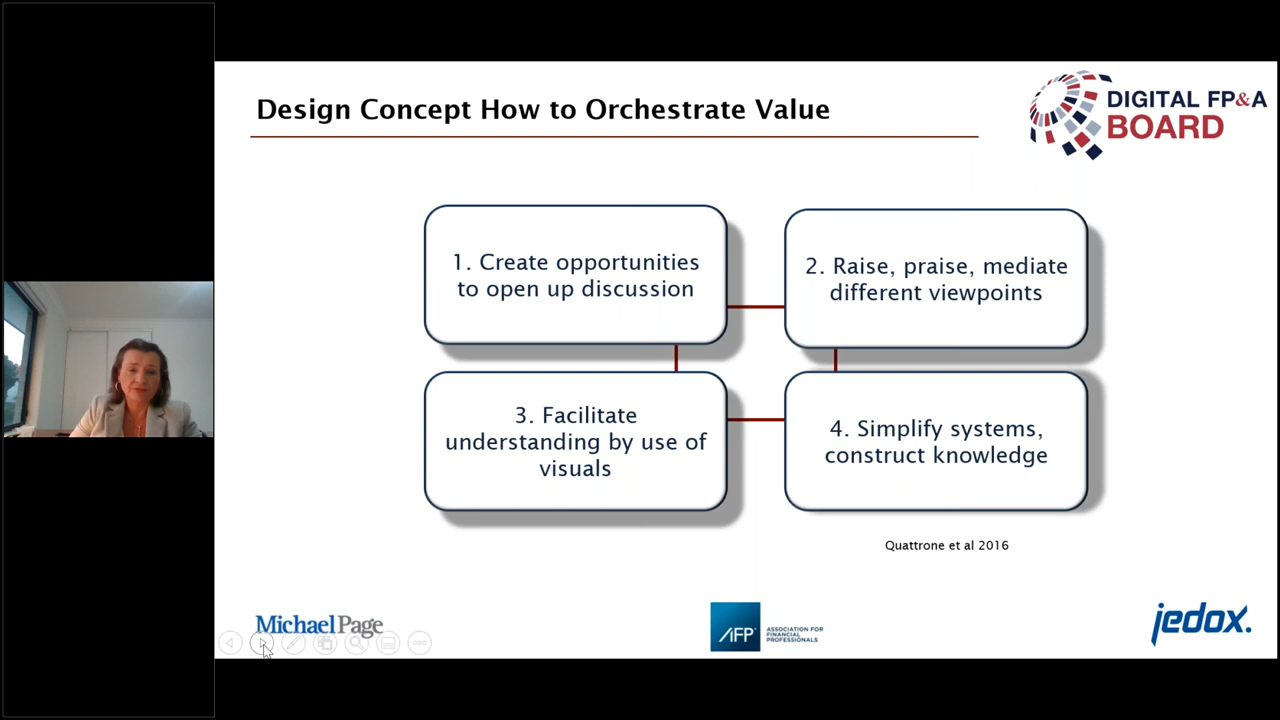 Design Concept How to Orchestrate Value
DIGITAL FP&A
BOARD
1. Create opportunities
to open up discussion
2. Raise, praise, mediate
different viewpoints
3. Facilitate
understanding by use of
visuals
4. Simplify systems,
construct knowledge
Quattrone et al 2016
MichaelPage
AFP
ASSOCIATION FOR
FINANCIAL
PROFESSIONALS
jedox.